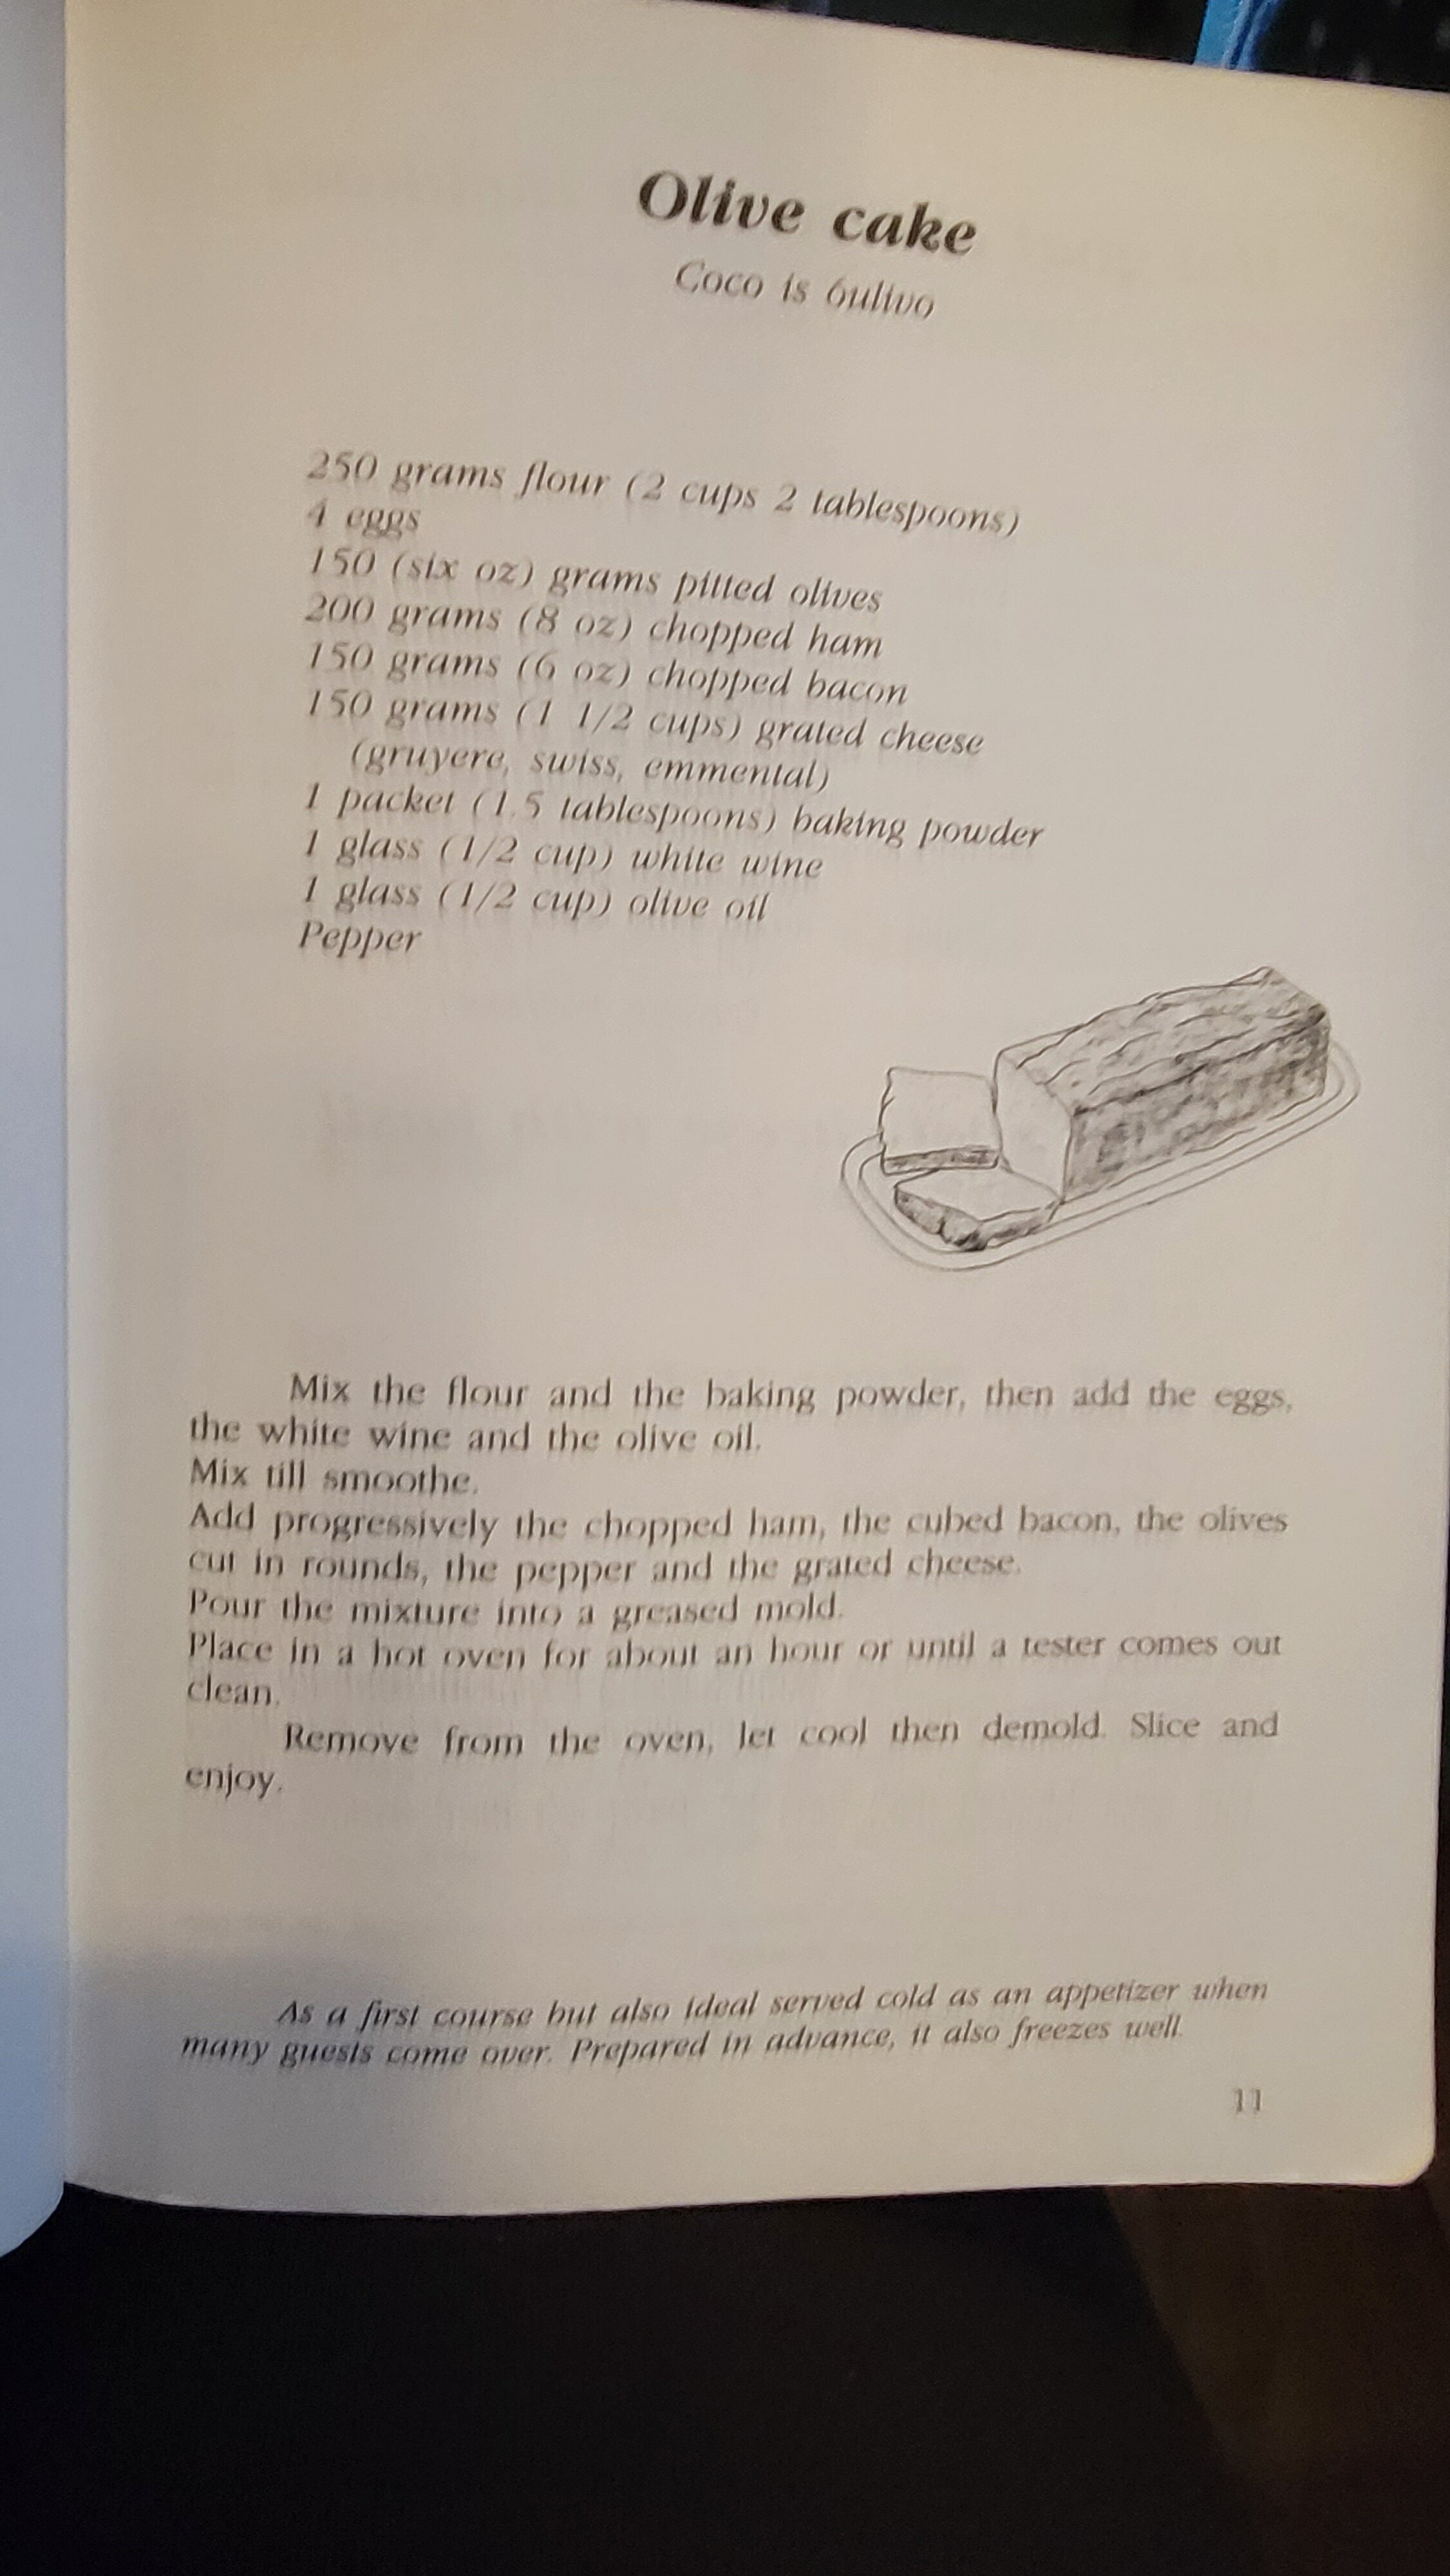 Olive cake
Coco is óulivo
250 grams flour (2 cups 2 tablespoons)
4 eggs
150 (six oz) grams pitted olives
200 grams (8 oz) chopped ham
150 grams (6 oz) chopped bacon
150 grams (1 1/2 cups) grated cheese
(gruyere, swiss, emmental)
1 packet (1.5 tablespoons) baking powder
1 glass (1/2 cup) white wine
1 glass (1/2 cup) olive oil
Pepper
Mix the flour and the baking powder, then add the eggs,
the white wine and the olive oil.
Mix till smoothe.
Add progressively the chopped ham, the cubed bacon, the olives
cut in rounds, the pepper and the grated cheese.
Pour the mixture into a greased mold.
Place in a hot oven for about an hour or until a tester comes out
clean.
Remove from the oven, let cool then demold. Slice and
enjoy.
As a first course but also ideal served cold as an appetizer when
many guests come over. Prepared in advance, it also freezes well.
11